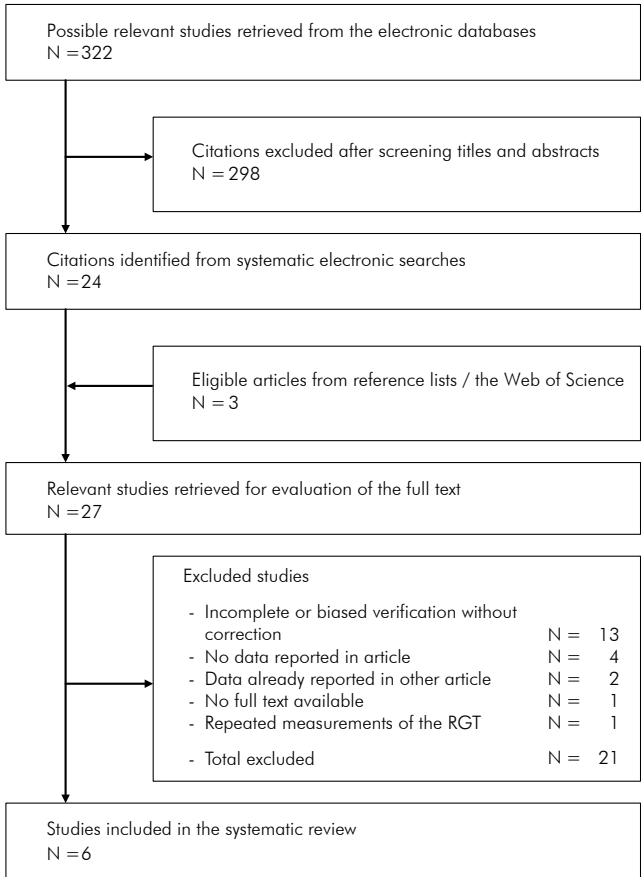 Possible relevant studies retrieved from the electronic databases
N =322
Citations excluded after screening titles and abstracts
N = 298
Citations identified from systematic electronic searches
N =24
Eligible articles from reference lists / the Web of Science
N = 3
Relevant studies retrieved for evaluation of the full text
N =27
Excluded studies
- Incomplete or biased verification without
correction N = 13
- No data reported in article N = 4
- Data already reported in other article N = 2
- No full text available N = 1
- Repeated measurements of the RGT N = 1
- Total excluded N = 21
Studies included in the systematic review
N =6